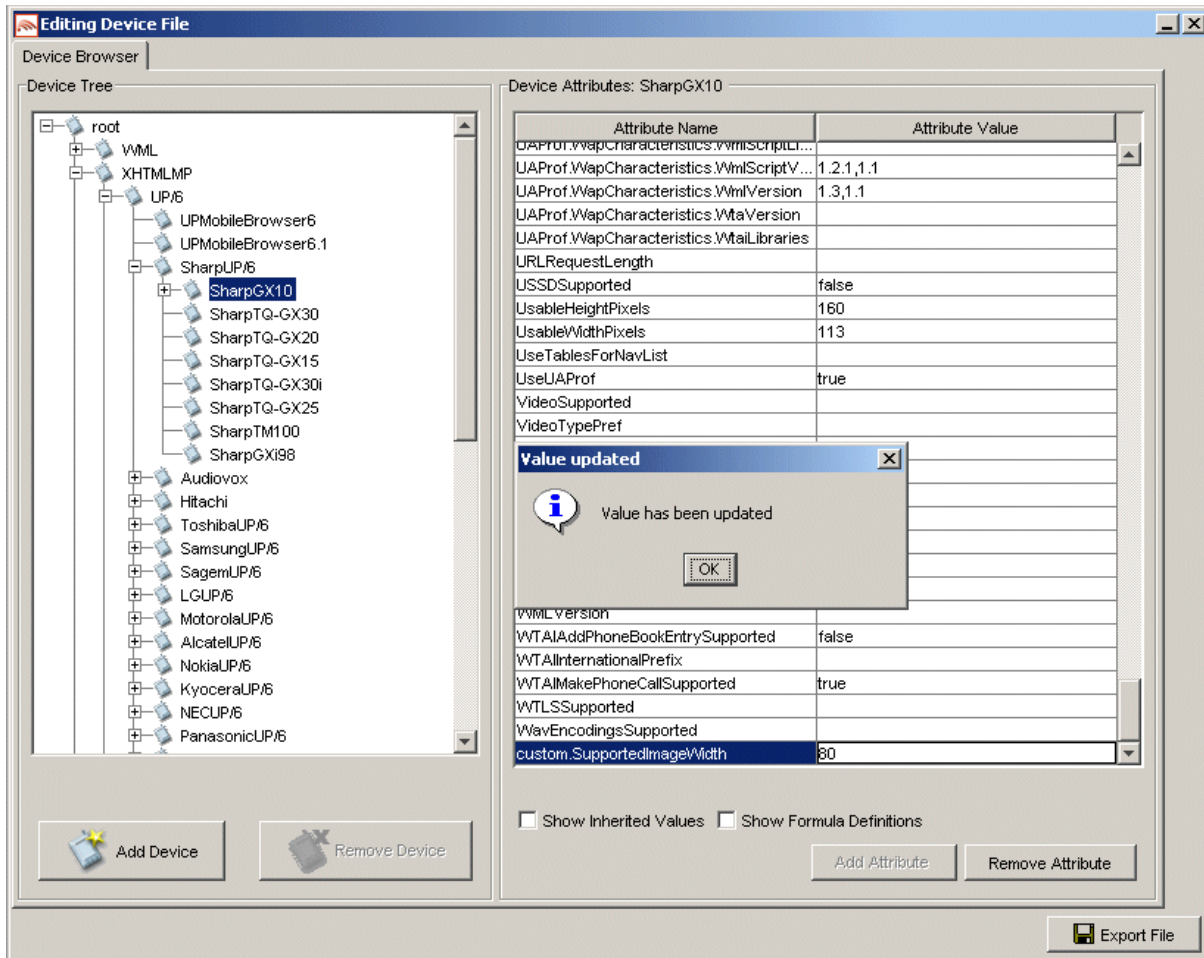 Editing Device File
Device Browser
Device Tree
root
WML
XHTMLMP
UP/6
UPMobileBrowser6
UPMobileBrowser6.1
SharpUP/6
SharpGX10
SharpTQ-GX30
SharpTQ-GX20
SharpTQ-GX15
SharpTQ-GX30i
SharpTQ-GX25
SharpTM100
SharpGXi98
Audiovox
Hitachi
ToshibaUP/6
SamsungUP/6
SagemUP/6
LGUP/6
MotorolaUP/6
AlcatelUP/6
NokiaUP/6
KyoceraUP/6
NECUP/6
PanasonicUP/6
Add Device
Remove Device
Device Attributes: SharpGX10
Attribute Name Attribute Value
UAProf.WapCharacteristics.WmlScriptLi...
UAProf.WapCharacteristics.WmlScriptV... 1.2.1,1.1
UAProf.WapCharacteristics.WmlVersion 1.3,1.1
UAProf.WapCharacteristics.WtaVersion
UAProf.WapCharacteristics.WtaiLibraries
URLRequestLength
USSDSupported false
UsableHeightPixels 160
UsableWidthPixels 113
UseTablesForNavList
UseUAProf true
VideoSupported
VideoTypePref
Value updated
Value has been updated
OK
WMLVersion
WTAIAddPhoneBookEntrySupported false
WTAIInternationalPrefix
WTAIMakePhoneCallSupported true
WTLSSupported
WavEncodingsSupported
custom.SupportedImageWidth 80
Show Inherited Values Show Formula Definitions
Add Attribute Remove Attribute
Export File